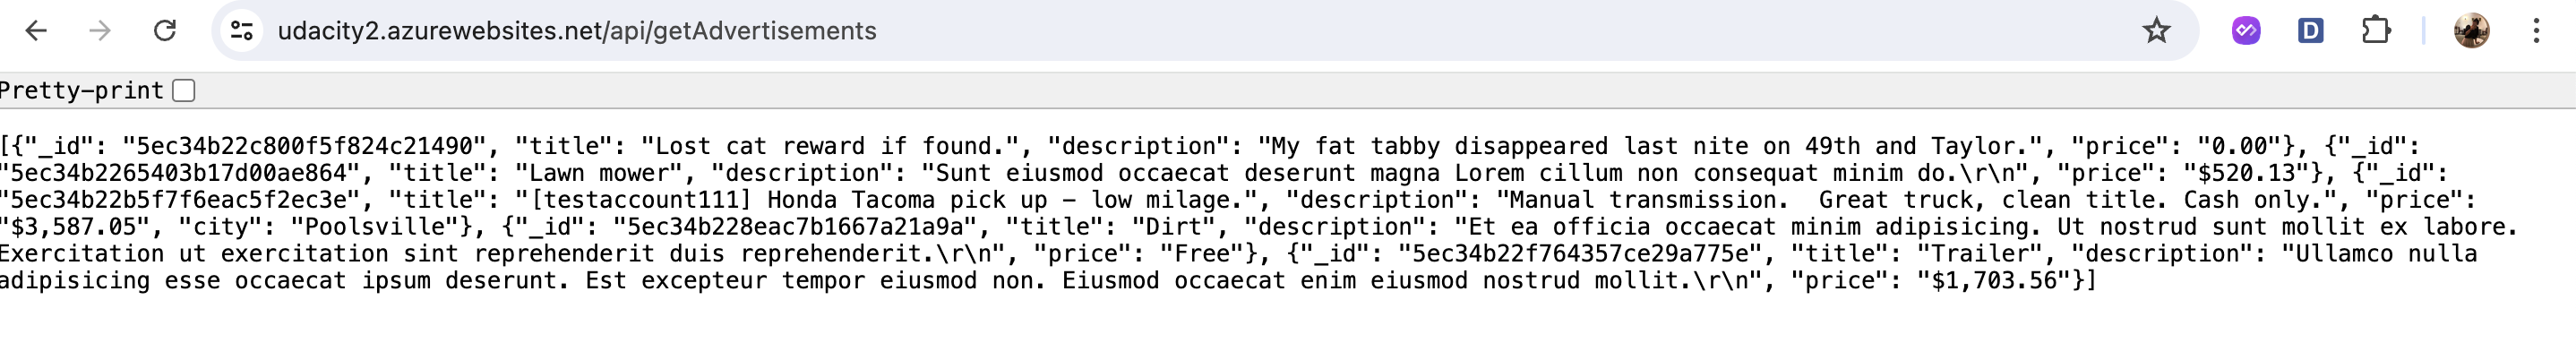 udacity2.azurewebsites.net/api/getAdvertisements
D
Pretty-print
[{"_id": "5ec34b22c800f5f824c21490", "title": "Lost cat reward if found.", "description": "My fat tabby disappeared last nite on 49th and Taylor.", "price": "0.00"}, {"_id":
"5ec34b2265403b17d00ae864", "title": "Lawn mower", "description": "Sunt eiusmod occaecat deserunt magna Lorem cillum non consequat minim do.\r\n", "price": "$520.13"}, {"_id":
"5ec34b22b5f7f6eac5f2ec3e", "title": "[testaccount111] Honda Tacoma pick up - low milage.", "description": "Manual transmission.  Great truck, clean title. Cash only.", "price":
"$3,587.05", "city": "Poolsville"}, {"_id": "5ec34b228eac7b1667a21a9a", "title": "Dirt", "description": "Et ea officia occaecat minim adipisicing. Ut nostrud sunt mollit ex labore.
Exercitation ut exercitation sint reprehenderit duis reprehenderit.\r\n", "price": "Free"}, {"_id": "5ec34b22f764357ce29a775e", "title": "Trailer", "description": "Ullamco nulla
adipisicing esse occaecat ipsum deserunt. Est excepteur tempor eiusmod non. Eiusmod occaecat enim eiusmod nostrud mollit.\r\n", "price": "$1,703.56"}]